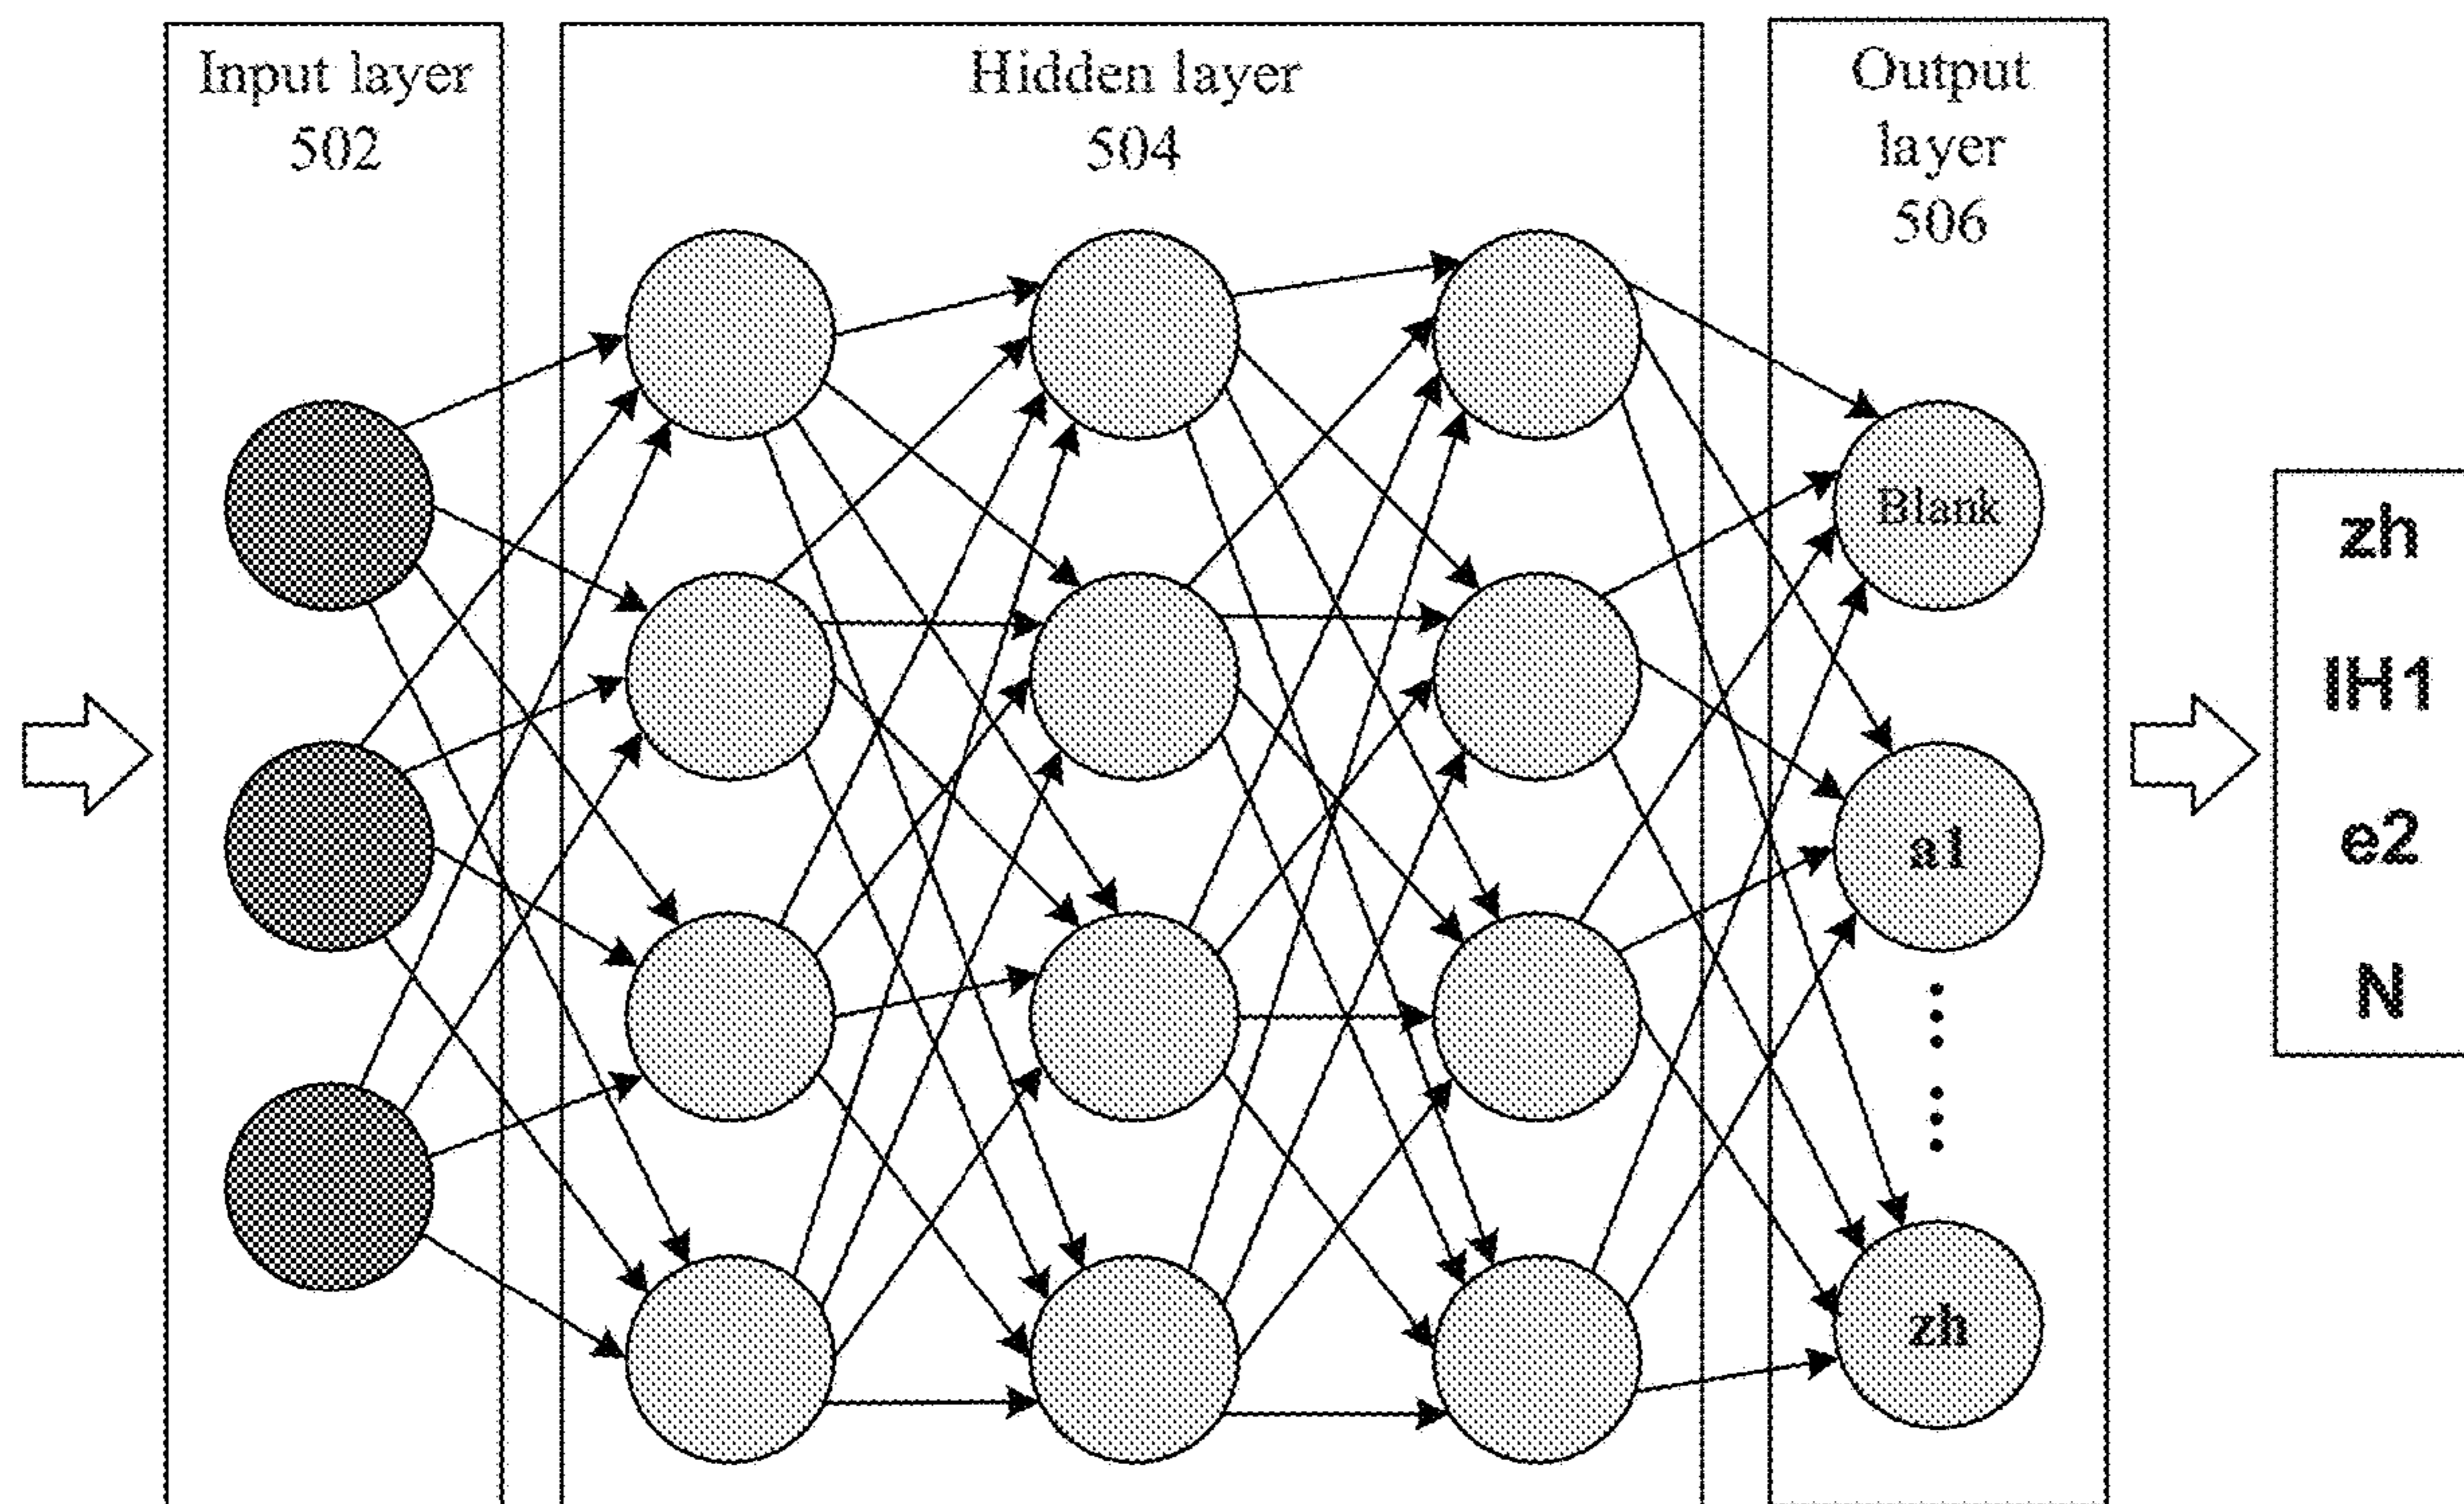 Input layer
502
Hidden layer
504
Output
layer
506
Blank
a1
zh
zh
IH1
e2
N